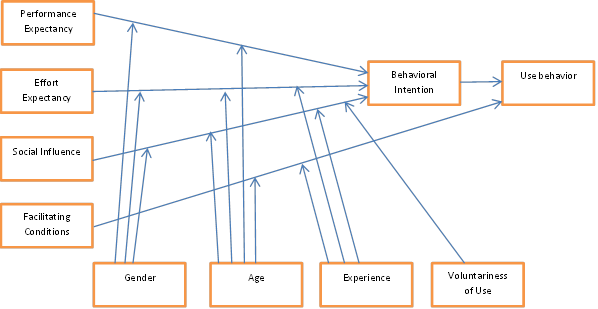 Performance
Expectancy
Effort
Expectancy
Behavioral
Intention
Use behavior
Social Influence
Facilitating
Conditions
Gender
Age
Experience
Voluntariness
of Use